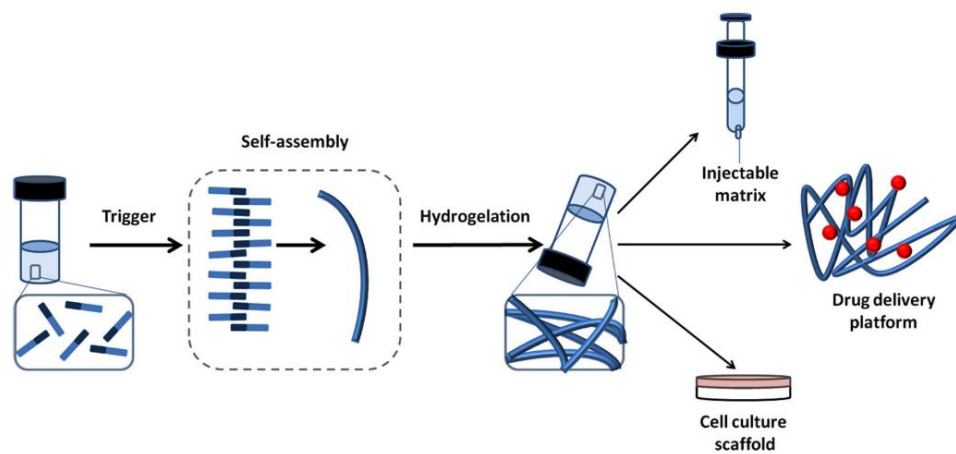 Self-assembly
Trigger
Hydrogelation
Injectable
matrix
Drug delivery
platform
Cell culture
scaffold